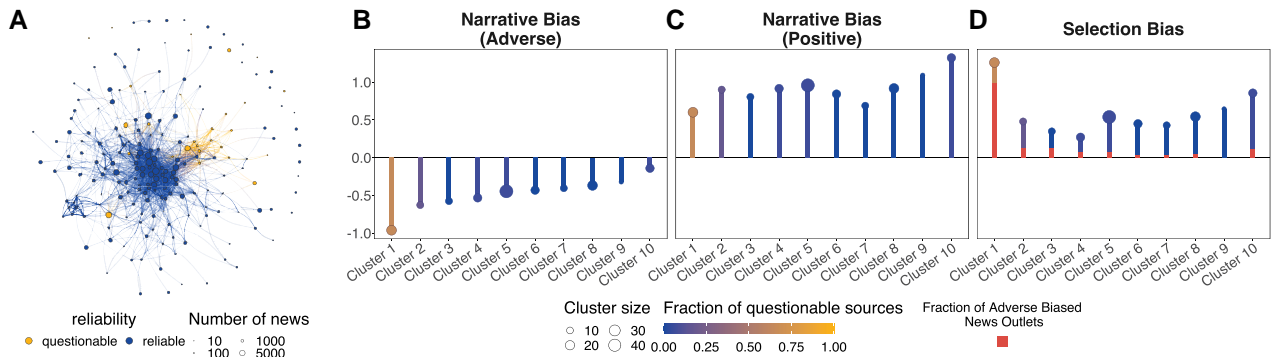 A
B
Narrative Bias
(Adverse)
C
Narrative Bias
(Positive)
D
Selection Bias
1.0
0.5
0.0
-0.5
-1.0
Cluster 1
Cluster 2
Cluster 3
Cluster 4
Cluster 5
Cluster 6
Cluster 7
Cluster 8
Cluster 9
Cluster 10
Cluster 1
Cluster 2
Cluster 3
Cluster 4
Cluster 5
Cluster 6
Cluster 7
Cluster 8
Cluster 9
Cluster 10
Cluster 1
Cluster 2
Cluster 3
Cluster 4
Cluster 5
Cluster 6
Cluster 7
Cluster 8
Cluster 9
Cluster 10
reliability
questionable reliable
Number of news
10 1000
100 5000
Cluster size
10 30
20 40
Fraction of questionable sources
0.00 0.25 0.50 0.75 1.00
Fraction of Adverse Biased
News Outlets